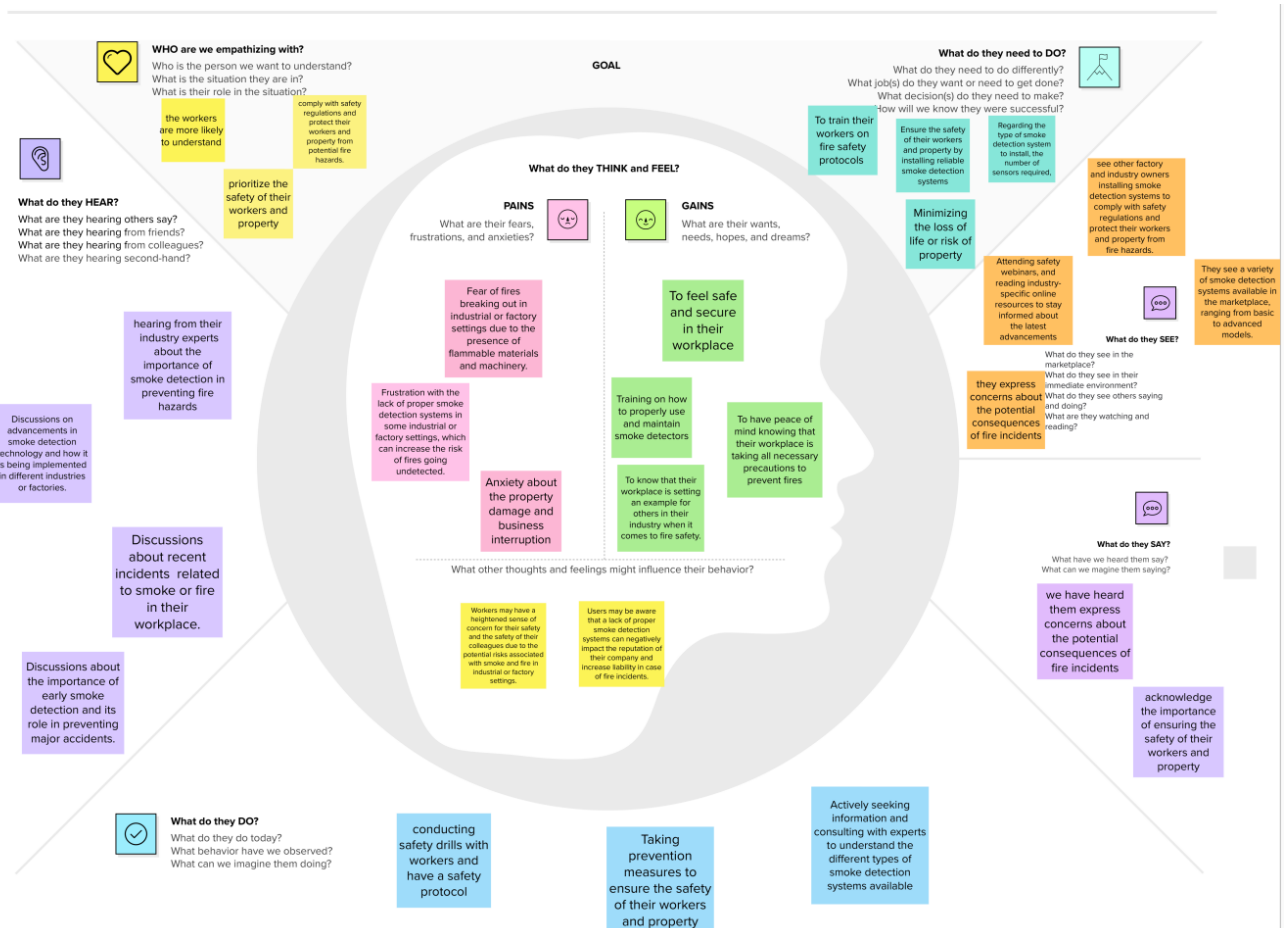 WHO are we empathizing with?
Who is the person we want to understand?
What is the situation they are in?
What is their role in the situation?
the workers
are more likely
to understand
comply with safety
regulations and
protect their
workers and
property from
potential fire
hazards.
prioritize the
safety of their
workers and
property
GOAL
What do they need to DO?
What do they need to do differently?
What job(s) do they want or need to get done?
What decision(s) do they need to make?
How will we know they were successful?
To train their
workers on
fire safety
protocols
Ensure the safety
of their workers
and property by
installing reliable
smoke detection
systems
Regarding the
type of smoke
detection system
to install, the
number of
sensors required,
Minimizing
the loss of
life or risk of
property
What do they HEAR?
What are they hearing others say?
What are they hearing from friends?
What are they hearing from colleagues?
What are they hearing second-hand?
hearing from their
industry experts
about the
importance of
smoke detection in
preventing fire
hazards
Discussions on
advancements in
smoke detection
technology and how it
is being implemented
in different industries
or factories.
Discussions
about recent
incidents related
to smoke or fire
in their
workplace.
Discussions about
the importance of
early smoke
detection and its
role in preventing
major accidents.
What do they THINK and FEEL?
PAINS
What are their fears,
frustrations, and anxieties?
Fear of fires
breaking out in
industrial or factory
settings due to the
presence of
flammable materials
and machinery.
Frustration with the
lack of proper smoke
detection systems in
some industrial or
factory settings, which
can increase the risk
of fires going
undetected.
Anxiety about
the property
damage and
business
interruption
GAINS
What are their wants,
needs, hopes, and dreams?
To feel safe
and secure
in their
workplace
Training on how
to properly use
and maintain
smoke detectors
To have peace of
mind knowing that
their workplace is
taking all necessary
precautions to
prevent fires
To know that their
workplace is setting
an example for
others in their
industry when it
comes to fire safety.
What other thoughts and feelings might influence their behavior?
Workers may have a
heightened sense of
concern for their safety
and the safety of their
colleagues due to the
potential risks associated
with smoke and fire in
industrial or factory
settings.
Users may be aware
that a lack of proper
smoke detection
systems can negatively
impact the reputation of
their company and
increase liability in case
of fire incidents.
see other factory
and industry owners
installing smoke
detection systems to
comply with safety
regulations and
protect their workers
and property from
fire hazards.
Attending safety
webinars, and
reading industry-
specific online
resources to stay
informed about
the latest
advancements
They see a variety
of smoke detection
systems available in
the marketplace,
ranging from basic
to advanced
models.
What do they SEE?
What do they see in the
marketplace?
What do they see in their
immediate environment?
What do they see others saying
and doing?
What are they watching and
reading?
they express
concerns about
the potential
consequences
of fire incidents
What do they SAY?
What have we heard them say?
What can we magine them saying?
we have heard
them express
concerns about
the potential
consequences of
fire incidents
acknowledge
the importance
of ensuring the
safety of their
workers and
property
What do they DO?
What do they do today?
What behavior have we observed?
What can we imagine them doing?
conducting
safety drills with
workers and
have a safety
protocol
Taking
prevention
measures to
ensure the safety
of their workers
and property
Actively seeking
information and
consulting with experts
to understand the
different types of
smoke detection
systems available